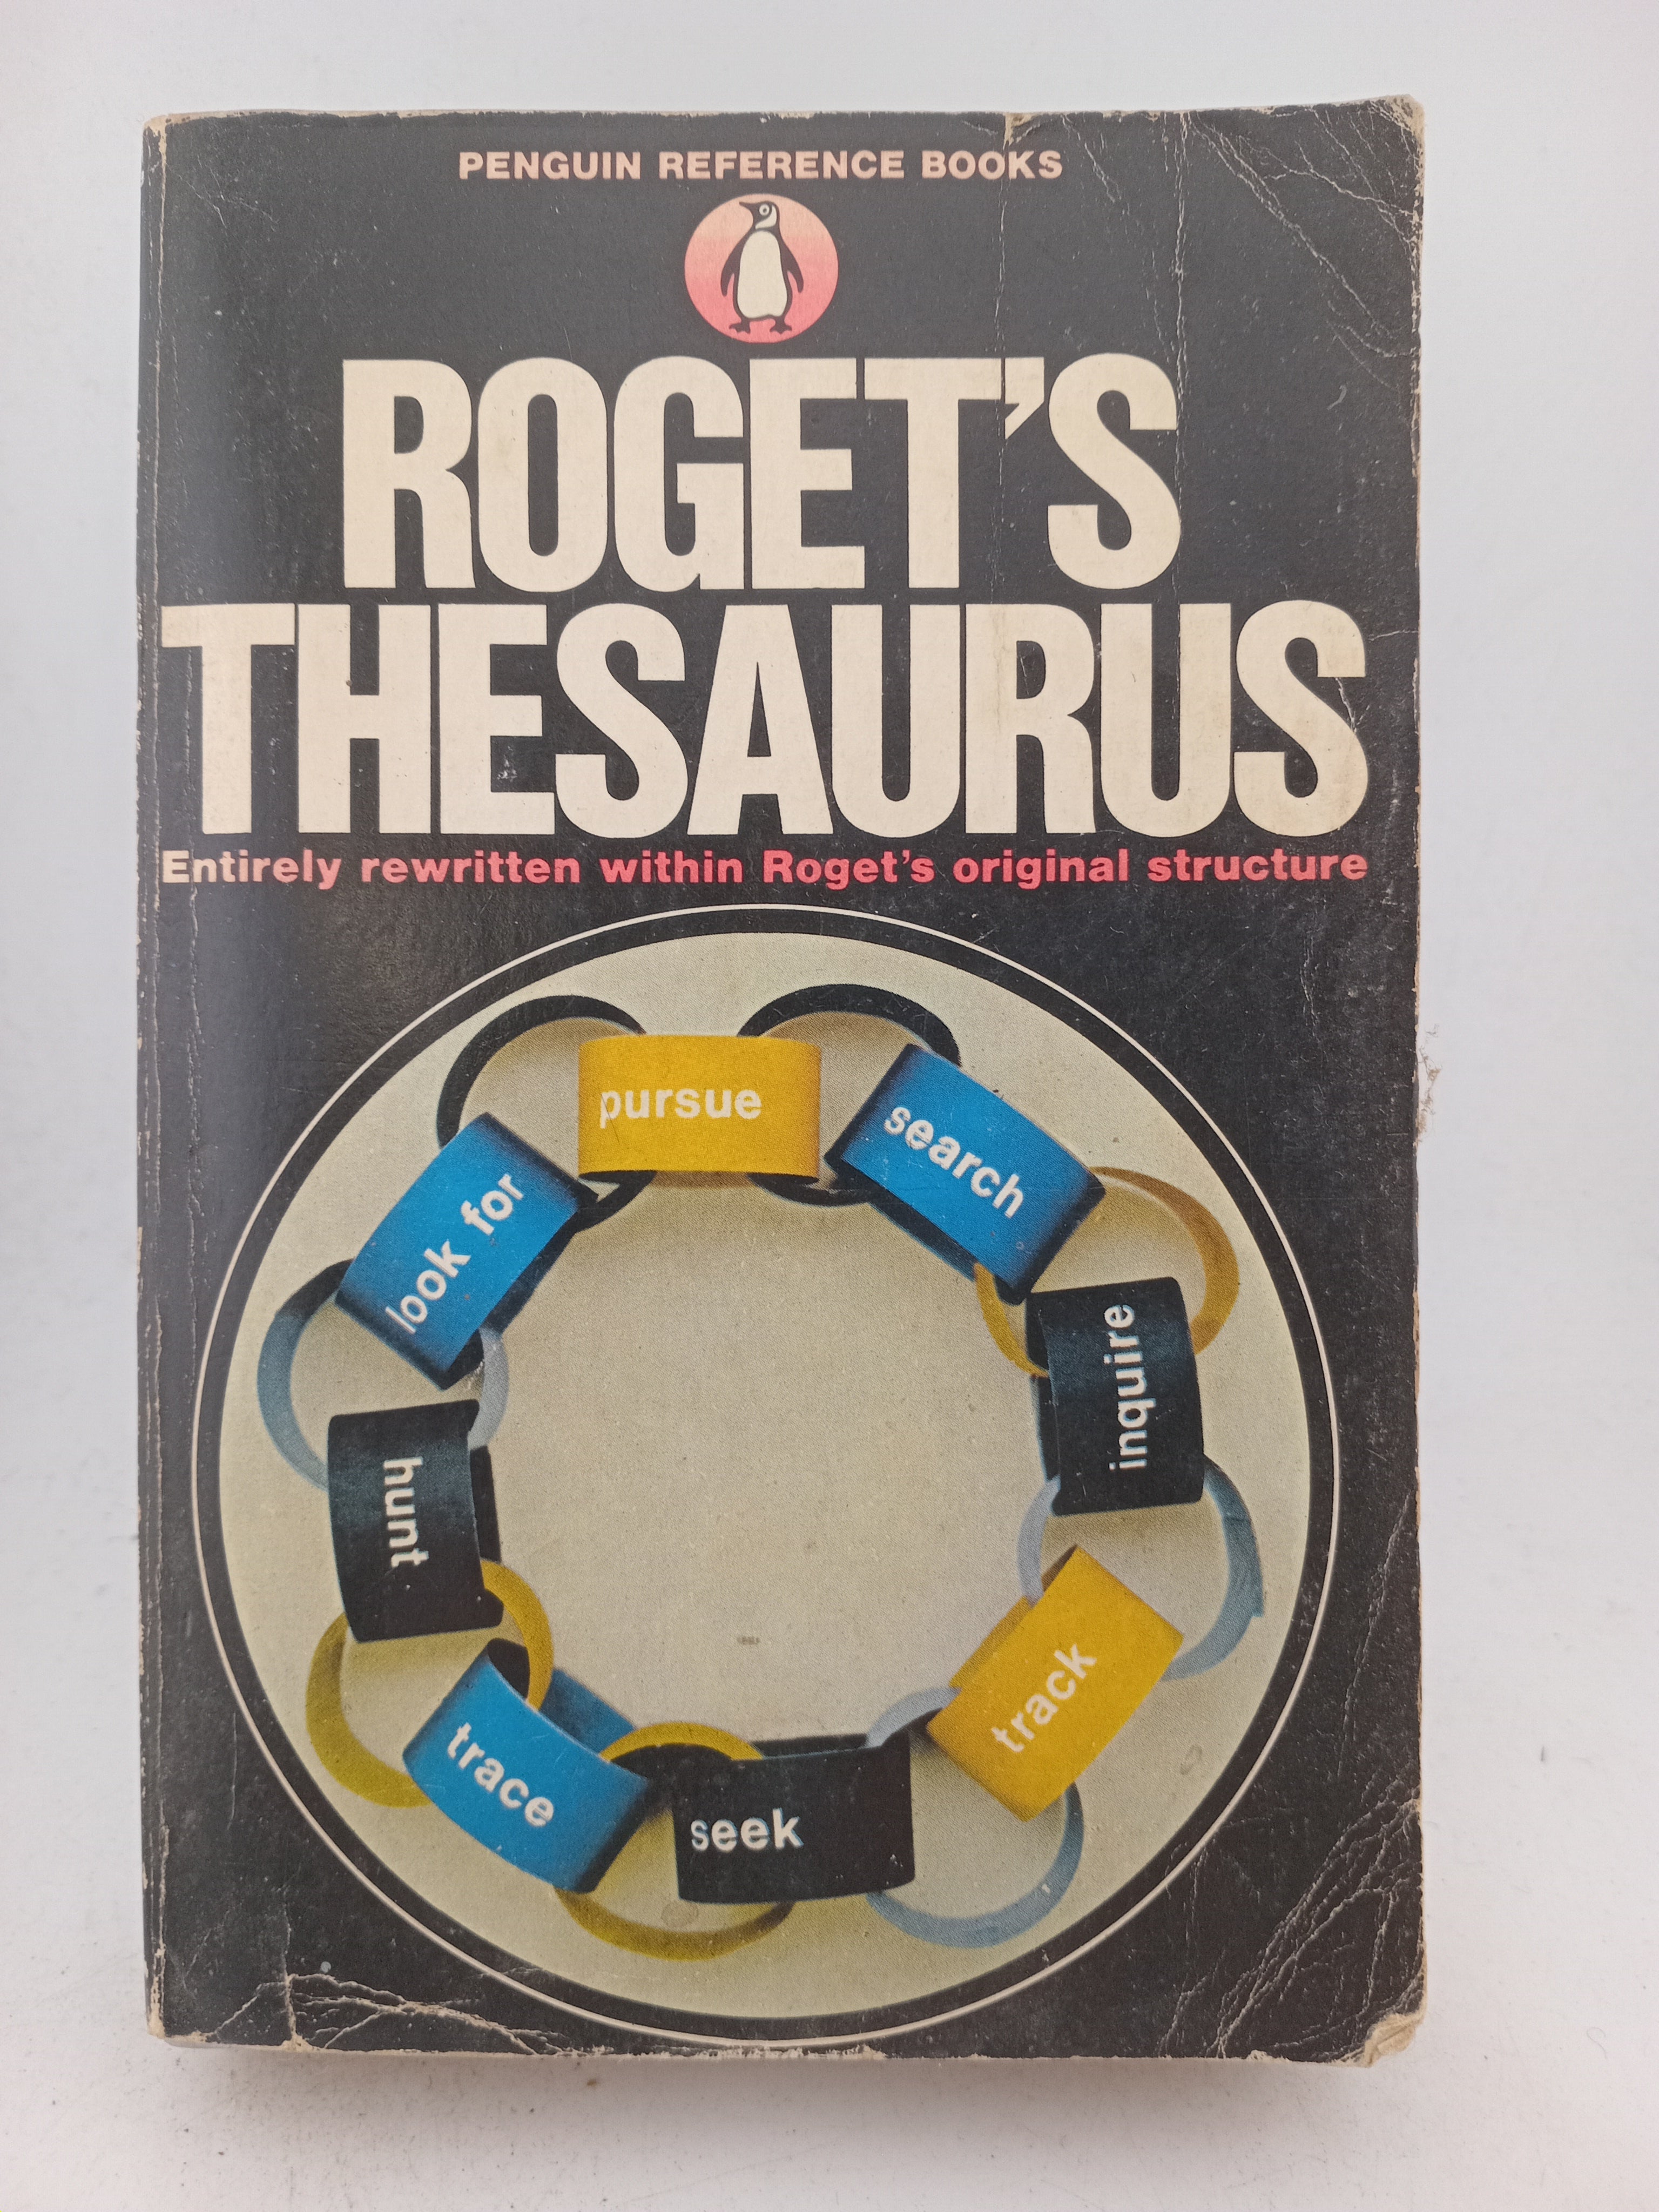 PENGUIN REFERENCE BOOKS
ROGET'S
THESAURUS
Entirely rewritten within Roget's original structure
pursue
search
inquire
track
seek
trace
hunt
look for